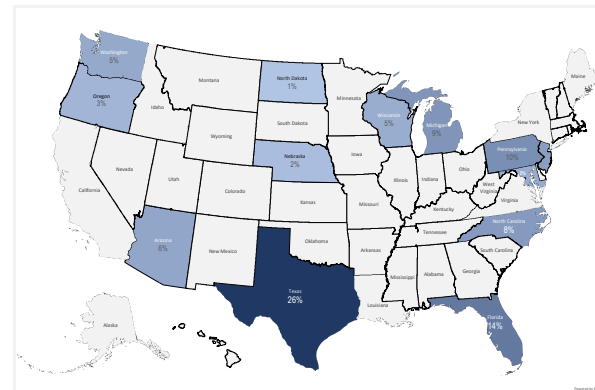 Washington
5%
Oregon
3%
Idaho
Montana
North Dakota
1%
Minnesota
South Dakota
Wyoming
Nebraska
2%
Iowa
Wisconsin
5%
Michigan
9%
New York
Maine
Pennsylvania
10%
Nevada
Utah
Colorado
California
Kansas
Missouri
Illinois
Indiana
Ohio
West
Virginia
Virginia
Kentucky
North Carolina
8%
Tennessee
South Carolina
Arizona
6%
New Mexico
Oklahoma
Arkansas
Mississippi
Alabama
Georgia
Texas
26%
Louisiana
Florida
14%
Alaska